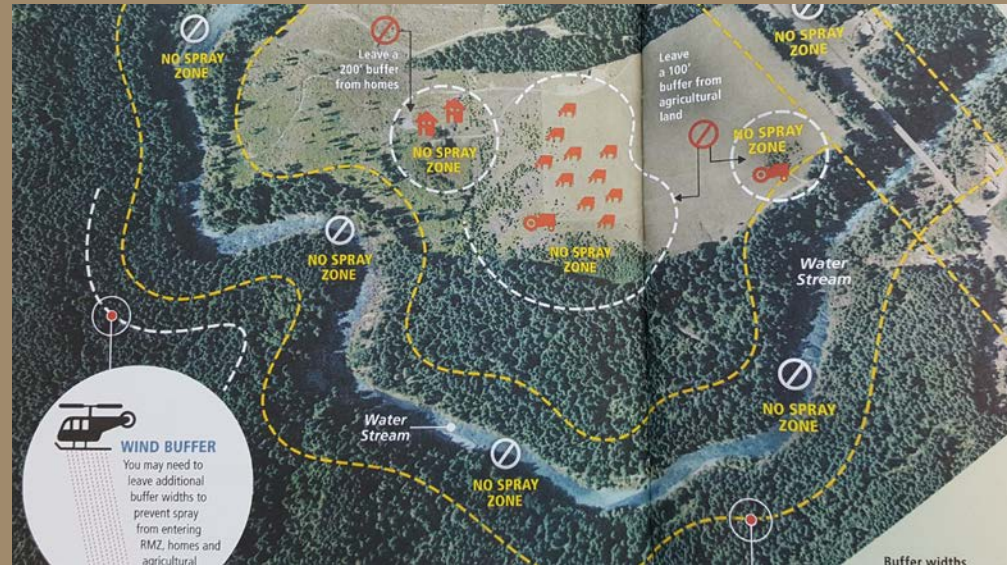 NO SPRAY
ZONE
Leave a
200' buffer
from homes
NO SPRAY
ZONE
Leave
a 100'
buffer from
agricultural
land
NO SPRAY
ZONE
NO SPRAY
ZONE
NO SPRAY
ZONE
NO SPRAY
ZONE
Water
Stream
Water
Stream
NO SPRAY
ZONE
NO SPRAY
ZONE
WIND BUFFER
You may need to
leave additional
buffer widths to
prevent spray
from entering
RMZ, homes and
agricultural
Buffer widths